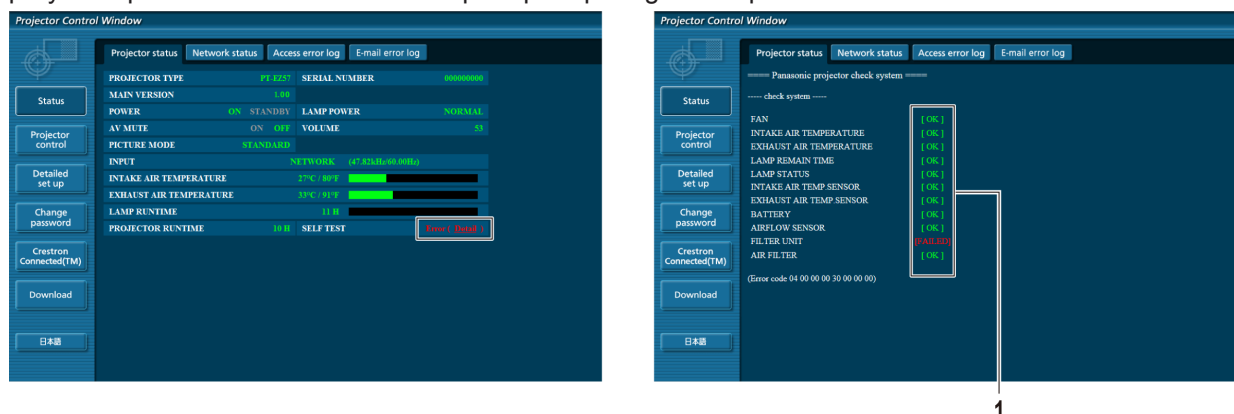 Projector Control Window
Projector status Network status Access error log E-mail error log
Status
Projector control
Detailed set up
Change password
Crestron Connected(TM)
Download
日本語
PROJECTOR TYPE PT-EZ57 SERIAL NUMBER 000000000
MAIN VERSION 1.00
POWER ON STANDBY LAMP POWER NORMAL
AV MUTE ON OFF VOLUME 53
PICTURE MODE STANDARD
INPUT NETWORK (47.82kHz/60.00Hz)
INTAKE AIR TEMPERATURE 27°C / 80°F
EXHAUST AIR TEMPERATURE 33°C / 91°F
LAMP RUNTIME 11 H
PROJECTOR RUNTIME 10 H SELF TEST Error ( Detail )
Projector Control Window
Projector status Network status Access error log E-mail error log
Status
Projector control
Detailed set up
Change password
Crestron Connected(TM)
Download
日本語
==== Panasonic projector check system ====
----- check system -----
FAN [ OK ]
INTAKE AIR TEMPERATURE [ OK ]
EXHAUST AIR TEMPERATURE [ OK ]
LAMP REMAIN TIME [ OK ]
LAMP STATUS [ OK ]
INTAKE AIR TEMP.SENSOR [ OK ]
EXHAUST AIR TEMP.SENSOR [ OK ]
BATTERY [ OK ]
AIRFLOW SENSOR [ OK ]
FILTER UNIT [FAILED]
AIR FILTER [ OK ]
(Error code 04 00 00 00 30 00 00 00)
1